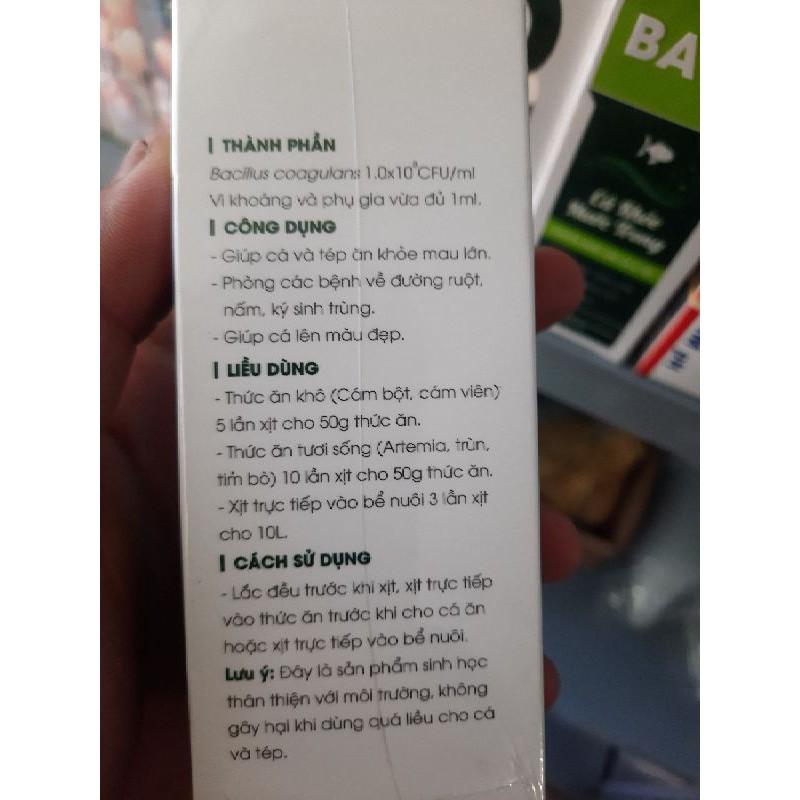 THÀNH PHẦN
Bacillus coagulans 1.0x10⁸CFU/ml
Vi khoáng và phụ gia vừa đủ 1ml.
CÔNG DỤNG
- Giúp cá và tép ăn khỏe mau lớn.
- Phòng các bệnh về đường ruột,
nấm, ký sinh trùng.
- Giúp cá lên màu đẹp.
LIỀU DÙNG
- Thức ăn khô (Cám bột, cám viên)
5 lần xịt cho 50g thức ăn.
- Thức ăn tươi sống (Artemia, trùn,
tim bò) 10 lần xịt cho 50g thức ăn.
- Xịt trực tiếp vào bể nuôi 3 lần xịt
cho 10L.
CÁCH SỬ DỤNG
- Lắc đều trước khi xịt, xịt trực tiếp
vào thức ăn trước khi cho cá ăn
hoặc xịt trực tiếp vào bể nuôi.
Lưu ý: Đây là sản phẩm sinh học
thân thiện với môi trường, không
gây hại khi dùng quá liều cho cá
và tép.
BA